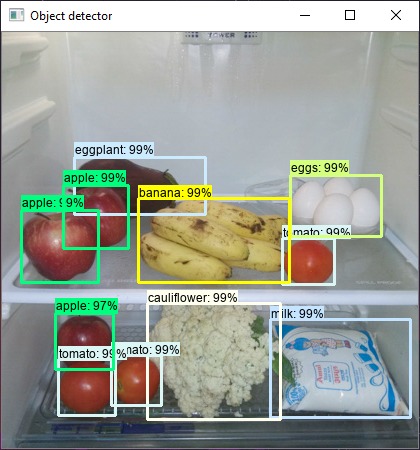 Object detector
TOWER
eggplant: 99%
apple: 99%
banana: 99%
eggs: 99%
apple: 99%
tomato: 99%
cauliflower: 99%
apple: 97%
milk: 99%
tomato: 99%
mato: 99%